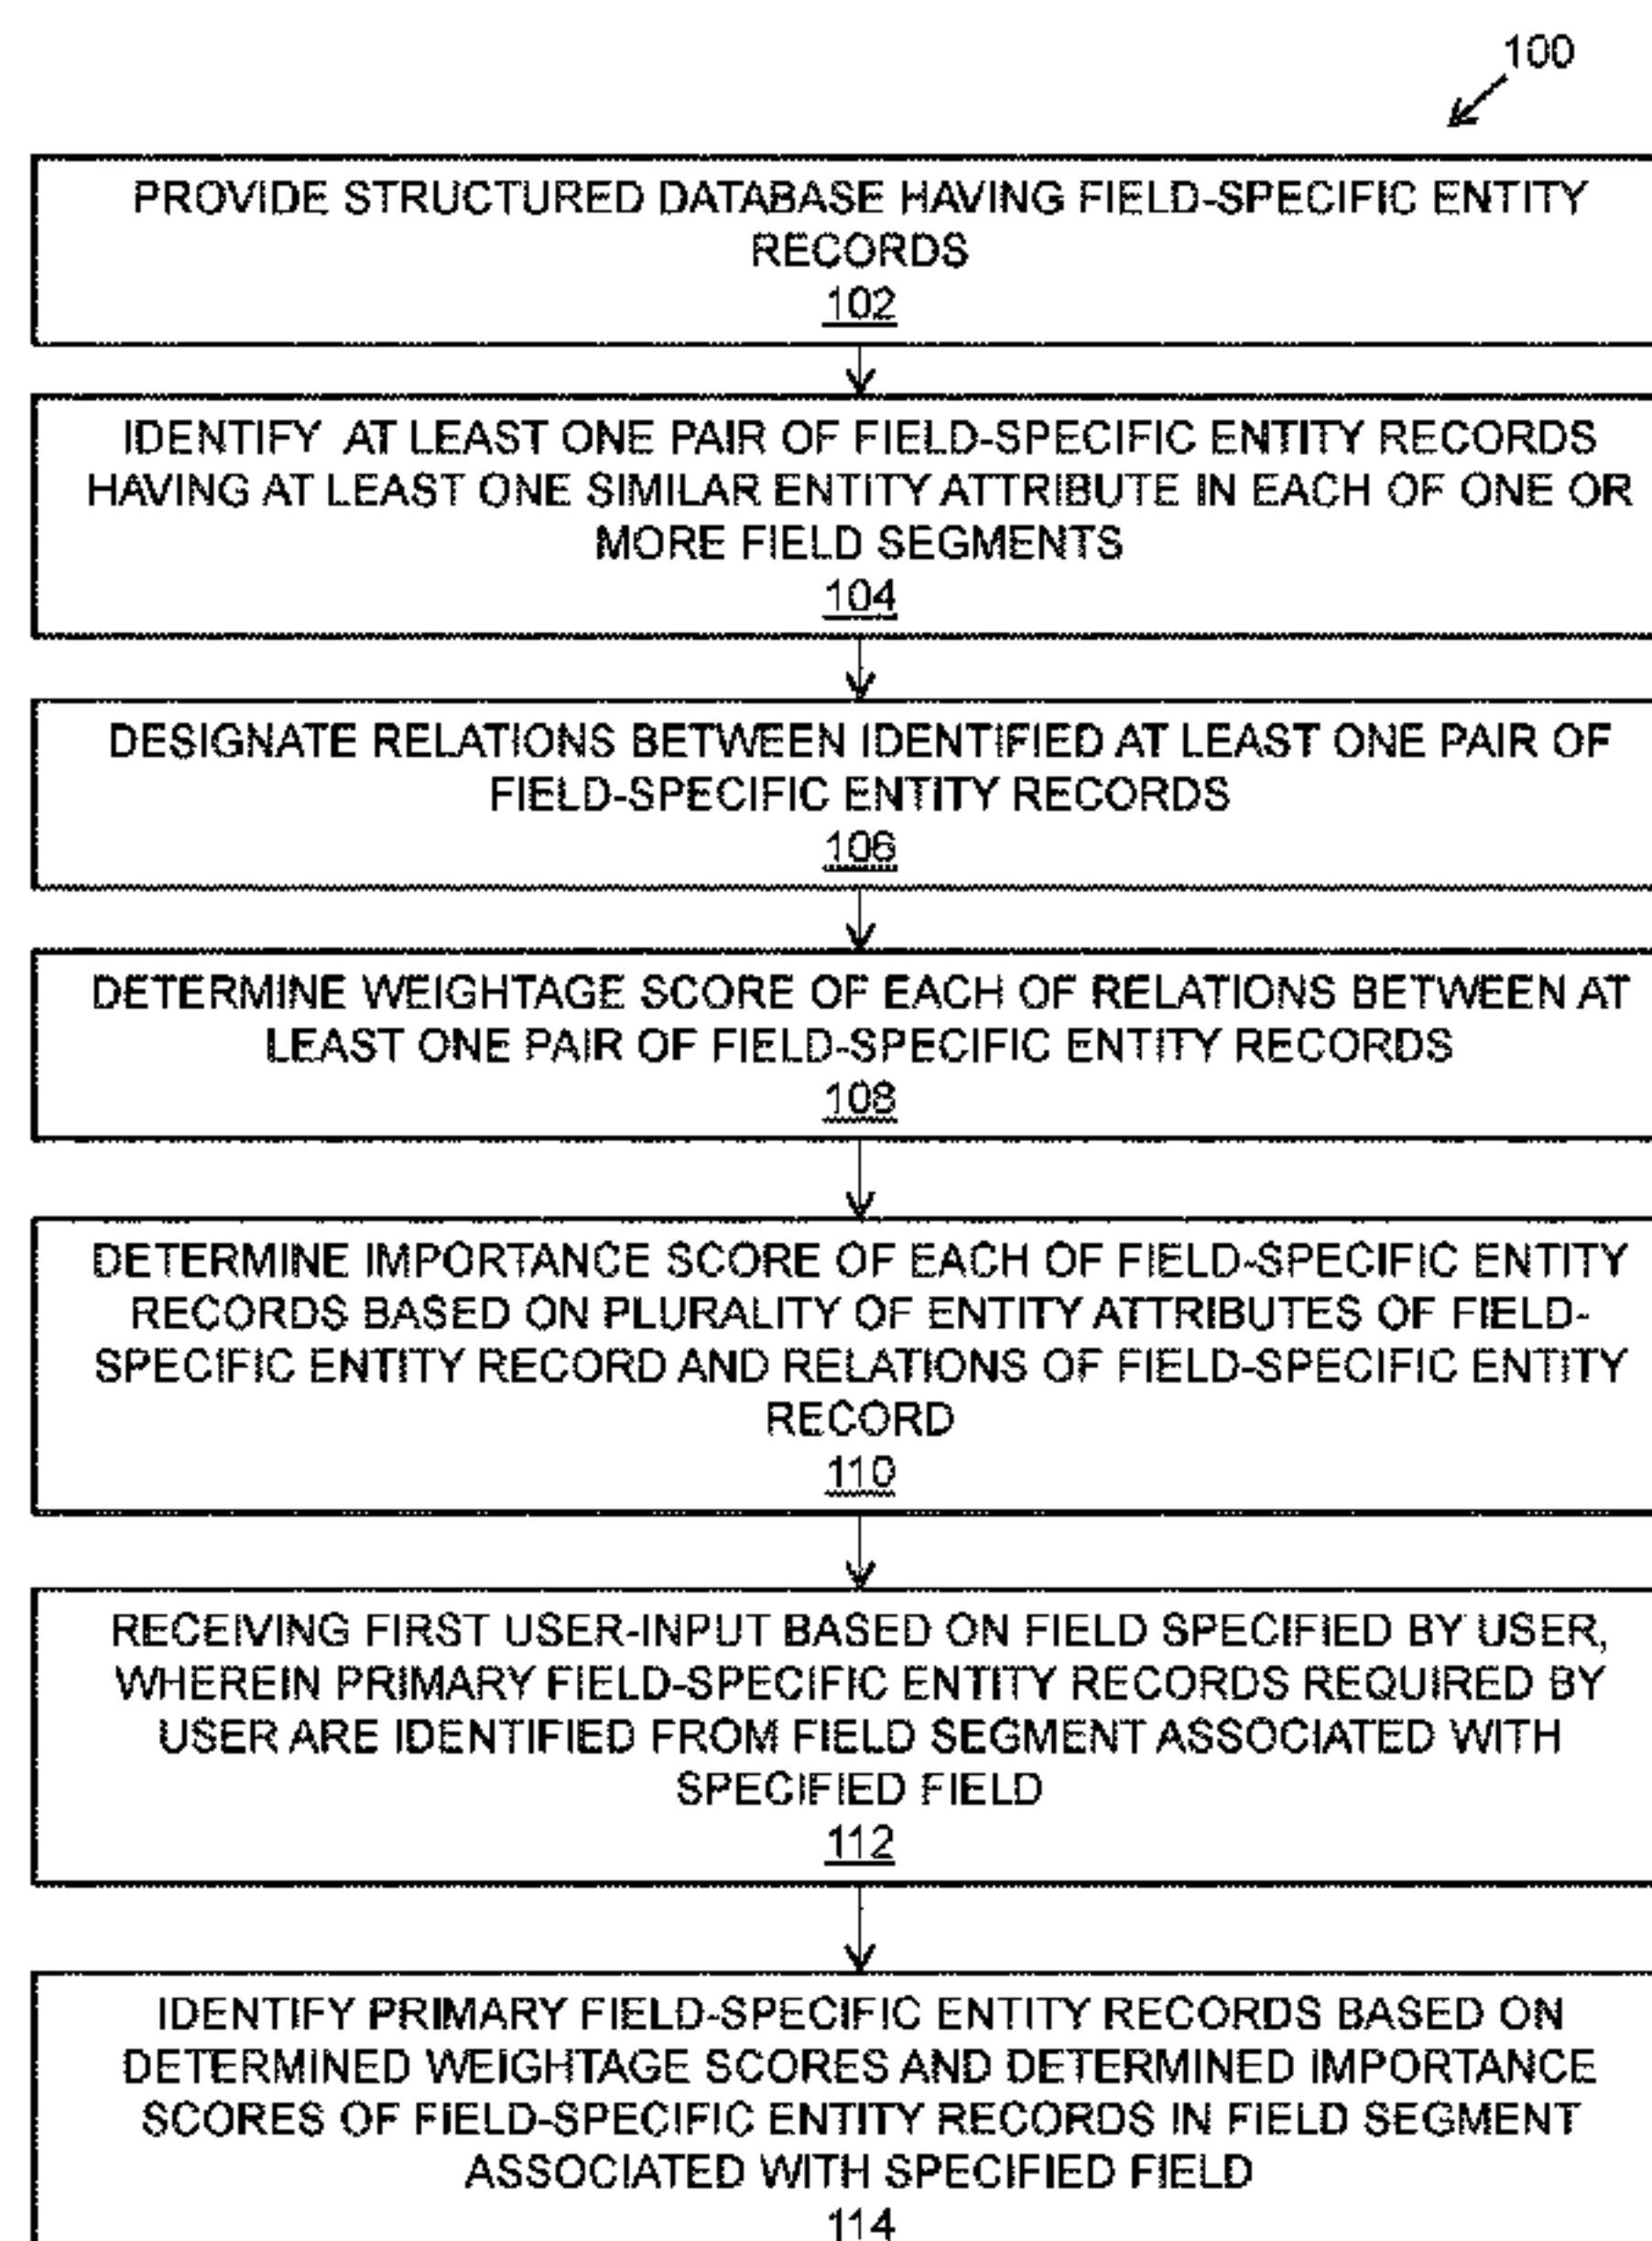 100
PROVIDE STRUCTURED DATABASE HAVING FIELD-SPECIFIC ENTITY
RECORDS
102
IDENTIFY AT LEAST ONE PAIR OF FIELD-SPECIFIC ENTITY RECORDS
HAVING AT LEAST ONE SIMILAR ENTITY ATTRIBUTE IN EACH OF ONE OR
MORE FIELD SEGMENTS
104
DESIGNATE RELATIONS BETWEEN IDENTIFIED AT LEAST ONE PAIR OF
FIELD-SPECIFIC ENTITY RECORDS
106
DETERMINE WEIGHTAGE SCORE OF EACH OF RELATIONS BETWEEN AT
LEAST ONE PAIR OF FIELD-SPECIFIC ENTITY RECORDS
108
DETERMINE IMPORTANCE SCORE OF EACH OF FIELD-SPECIFIC ENTITY
RECORDS BASED ON PLURALITY OF ENTITY ATTRIBUTES OF FIELD-
SPECIFIC ENTITY RECORD AND RELATIONS OF FIELD-SPECIFIC ENTITY
RECORD
110
RECEIVING FIRST USER-INPUT BASED ON FIELD SPECIFIED BY USER,
WHEREIN PRIMARY FIELD-SPECIFIC ENTITY RECORDS REQUIRED BY
USER ARE IDENTIFIED FROM FIELD SEGMENT ASSOCIATED WITH
SPECIFIED FIELD
112
IDENTIFY PRIMARY FIELD-SPECIFIC ENTITY RECORDS BASED ON
DETERMINED WEIGHTAGE SCORES AND DETERMINED IMPORTANCE
SCORES OF FIELD-SPECIFIC ENTITY RECORDS IN FIELD SEGMENT
ASSOCIATED WITH SPECIFIED FIELD
114